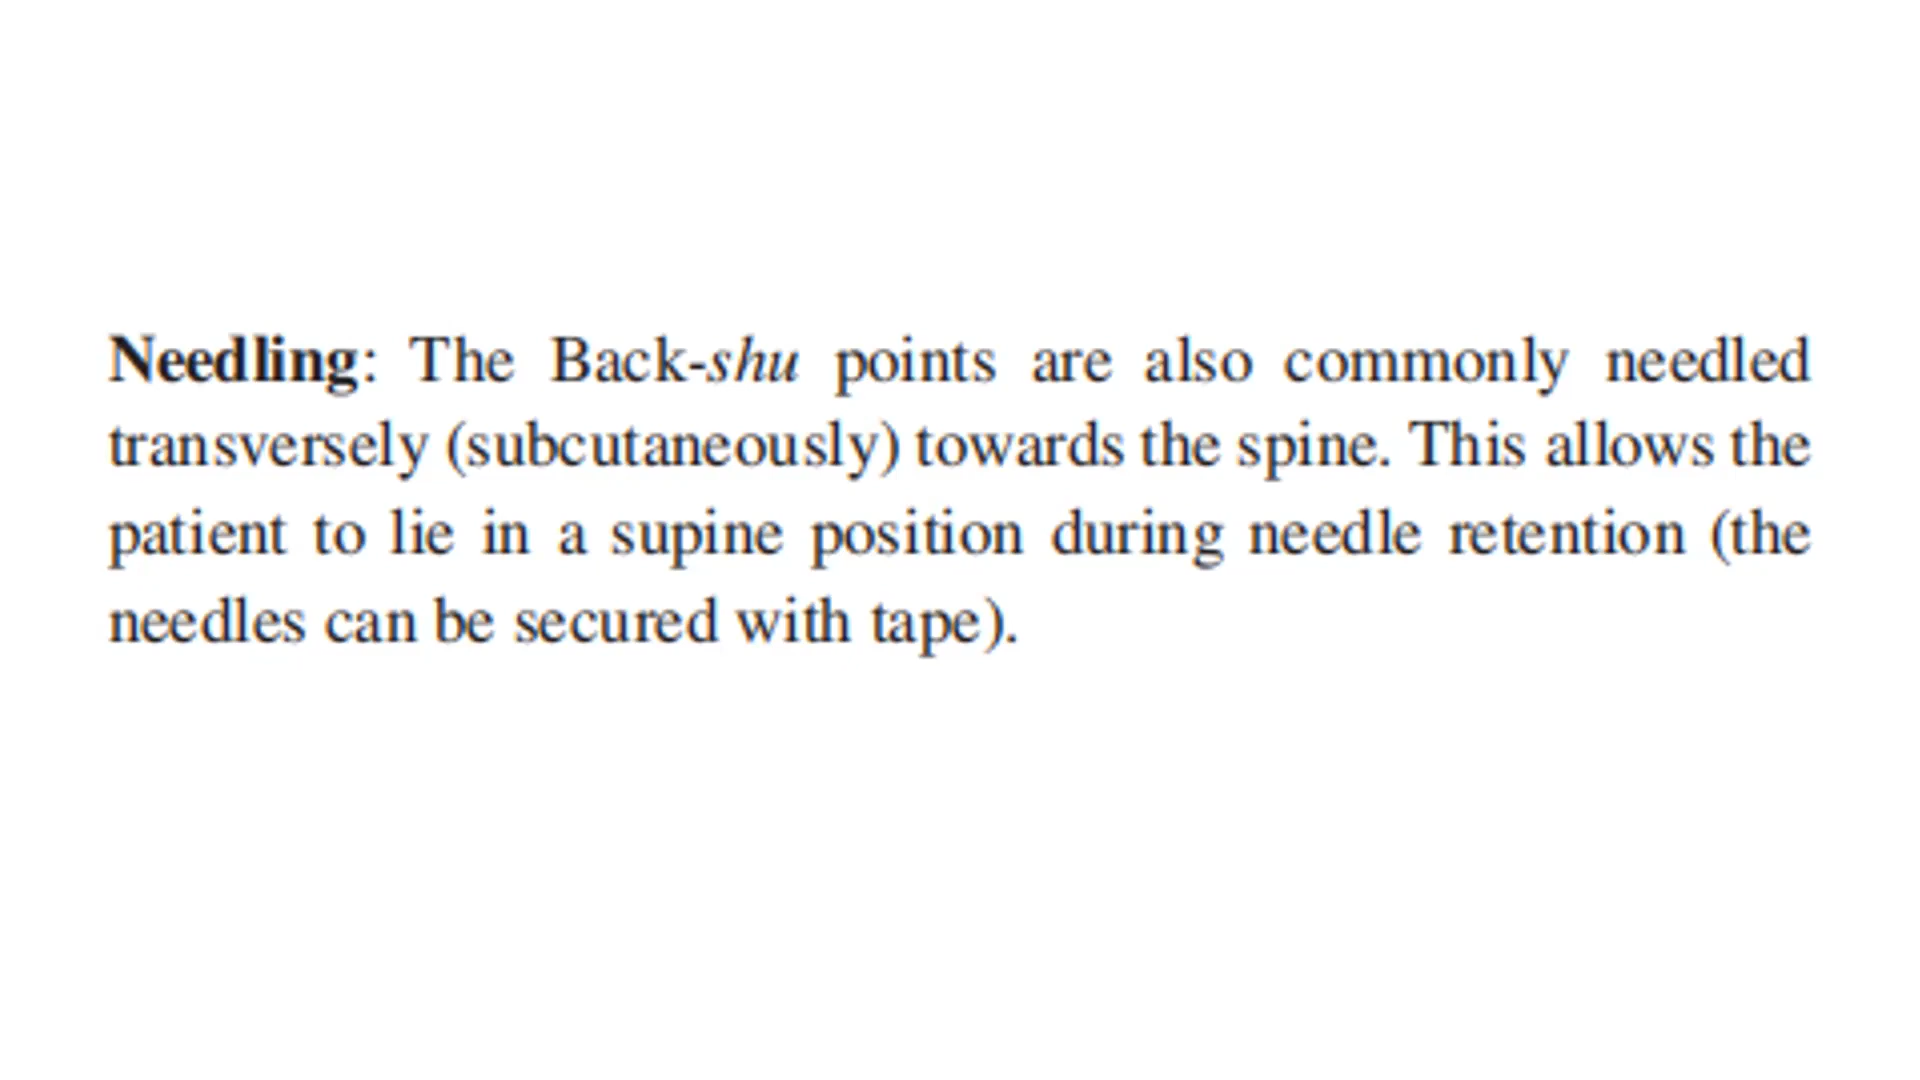 Needling: The Back-shu points are also commonly needled
transversely (subcutaneously) towards the spine. This allows the
patient to lie in a supine position during needle retention (the
needles can be secured with tape).